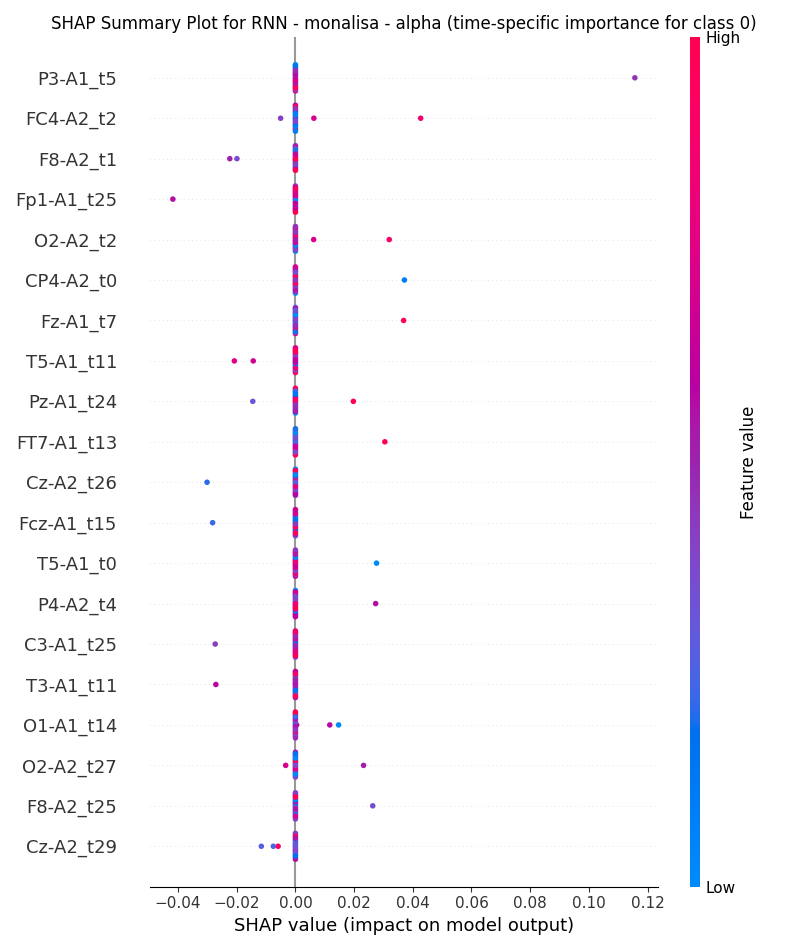 SHAP Summary Plot for RNN - monalisa - alpha (time-specific importance for class 0)
High
P3-A1_t5
FC4-A2_t2
F8-A2_t1
Fp1-A1_t25
O2-A2_t2
CP4-A2_t0
Fz-A1_t7
T5-A1_t11
Pz-A1_t24
FT7-A1_t13
Cz-A2_t26
Fcz-A1_t15
T5-A1_t0
P4-A2_t4
C3-A1_t25
T3-A1_t11
O1-A1_t14
O2-A2_t27
F8-A2_t25
Cz-A2_t29
Feature value
Low
−0.04 −0.02 0.00 0.02 0.04 0.06 0.08 0.10 0.12
SHAP value (impact on model output)